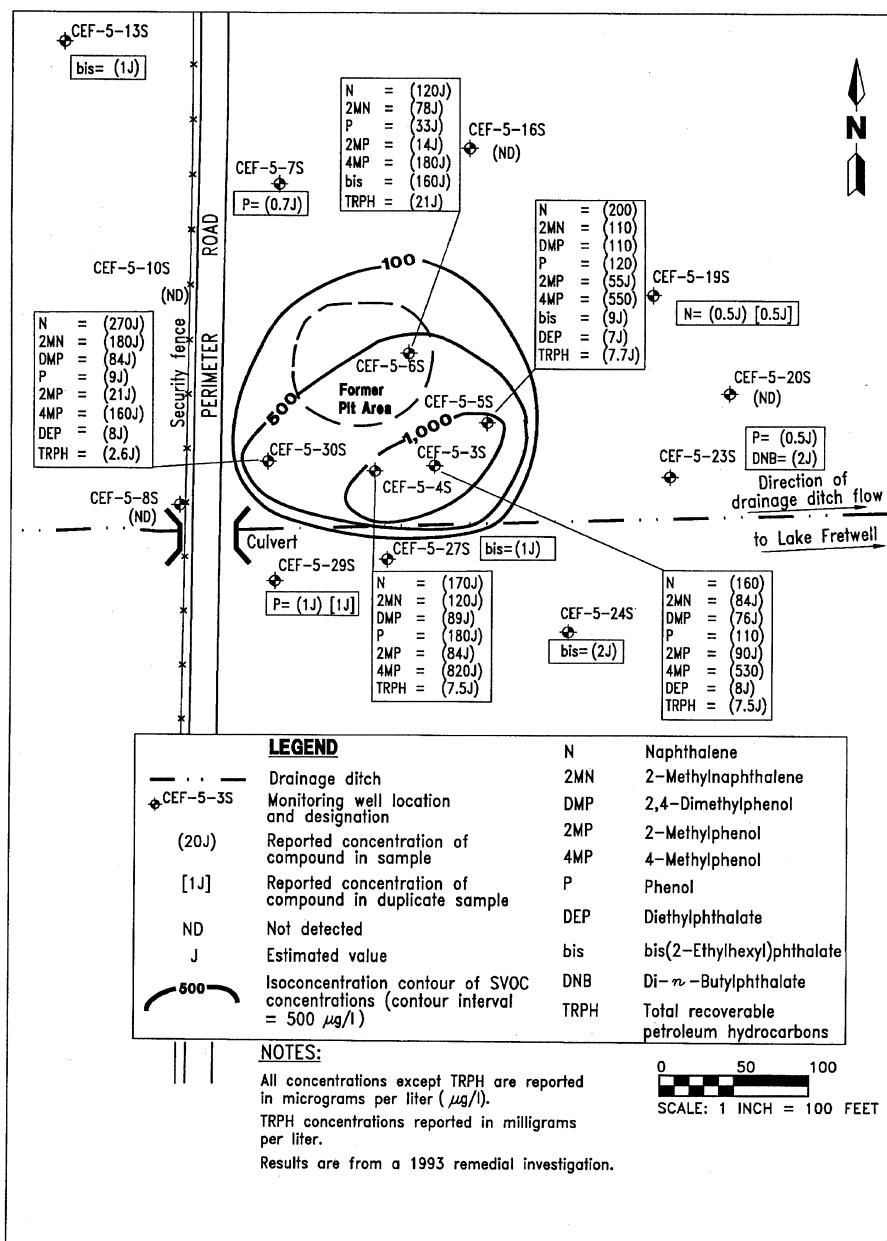 CEF-5-13S
bis= (1J)
N = (120J)
2MN = (78J)
P = (33J)
2MP = (14J)
4MP = (180J)
bis = (160J)
TRPH = (21J)
CEF-5-16S
(ND)
N
CEF-5-7S
P= (0.7J)
N = (200)
2MN = (110)
DMP = (110)
P = (120)
2MP = (55J)
4MP = (550)
bis = (9J)
DEP = (7J)
TRPH = (7.7J)
CEF-5-19S
N= (0.5J) [0.5J]
PERIMETER ROAD
Security fence
CEF-5-10S
(ND)
N = (270J)
2MN = (180J)
DMP = (84J)
P = (9J)
2MP = (21J)
4MP = (160J)
DEP = (8J)
TRPH = (2.6J)
100
CEF-5-6S
Former
Pit Area
500
CEF-5-5S
1,000
CEF-5-3S
CEF-5-30S
CEF-5-4S
CEF-5-20S
(ND)
P= (0.5J)
DNB= (2J)
CEF-5-23S
Direction of
drainage ditch flow
to Lake Fretwell
CEF-5-8S
(ND)
Culvert
CEF-5-27S
bis=(1J)
CEF-5-29S
P= (1J) [1J]
N = (170J)
2MN = (120J)
DMP = (89J)
P = (180J)
2MP = (84J)
4MP = (820J)
TRPH = (7.5J)
CEF-5-24S
bis=(2J)
N = (160)
2MN = (84J)
DMP = (76J)
P = (110)
2MP = (90J)
4MP = (530)
DEP = (8J)
TRPH = (7.5J)
LEGEND
Drainage ditch
CEF-5-3S Monitoring well location
and designation
(20J) Reported concentration of
compound in sample
[1J] Reported concentration of
compound in duplicate sample
ND Not detected
J Estimated value
500 Isoconcentration contour of SVOC
concentrations (contour interval
= 500 µg/l)
N Naphthalene
2MN 2-Methylnaphthalene
DMP 2,4-Dimethylphenol
2MP 2-Methylphenol
4MP 4-Methylphenol
P Phenol
DEP Diethylphthalate
bis bis(2-Ethylhexyl)phthalate
DNB Di-n-Butylphthalate
TRPH Total recoverable
petroleum hydrocarbons
NOTES:
All concentrations except TRPH are reported
in micrograms per liter (µg/l).
TRPH concentrations reported in milligrams
per liter.
Results are from a 1993 remedial investigation.
0 50 100
SCALE: 1 INCH = 100 FEET